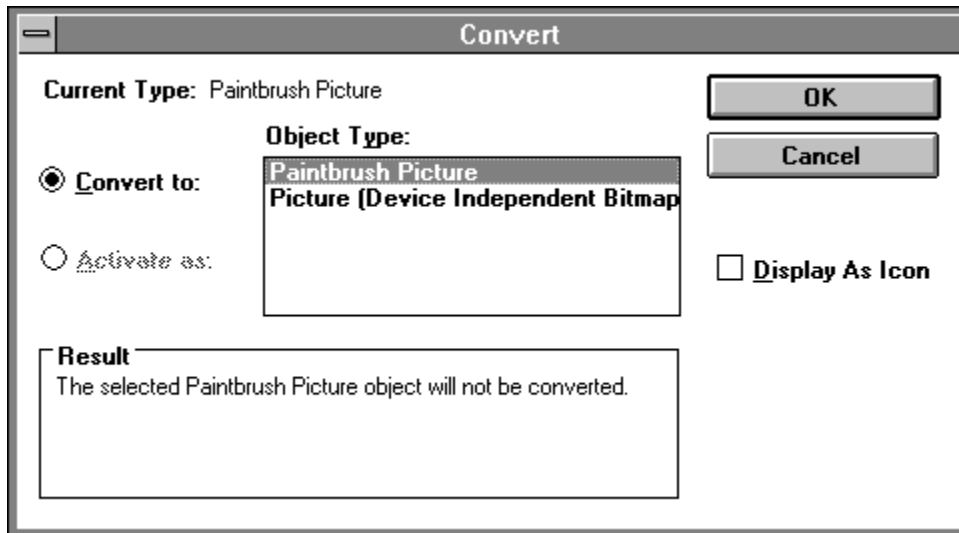 Convert
Current Type: Paintbrush Picture
OK
Object Type:
Cancel
Convert to:
Paintbrush Picture
Picture (Device Independent Bitmap
Activate as:
Display As Icon
Result
The selected Paintbrush Picture object will not be converted.